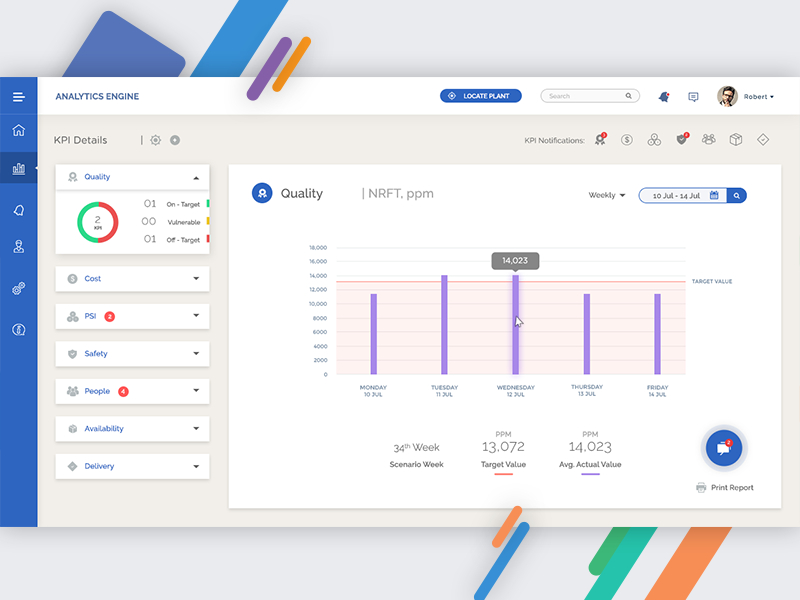 ANALYTICS ENGINE
LOCATE PLANT
Search
Robert
KPI Details
KPI Notifications:
Quality
2
KPI
01 On - Target
00 Vulnerable
01 Off - Target
Cost
PSI 2
Safety
People 4
Availability
Delivery
Quality | NRFT, ppm
Weekly
10 Jul - 14 Jul
18,000
16,000
14,000
12,000
10,000
8000
6000
4000
2000
0
14,023
TARGET VALUE
MONDAY
10 JUL
TUESDAY
11 JUL
WEDNESDAY
12 JUL
THURSDAY
13 JUL
FRIDAY
14 JUL
34th Week
Scenario Week
PPM
13,072
Target Value
PPM
14,023
Avg. Actual Value
2
Print Report